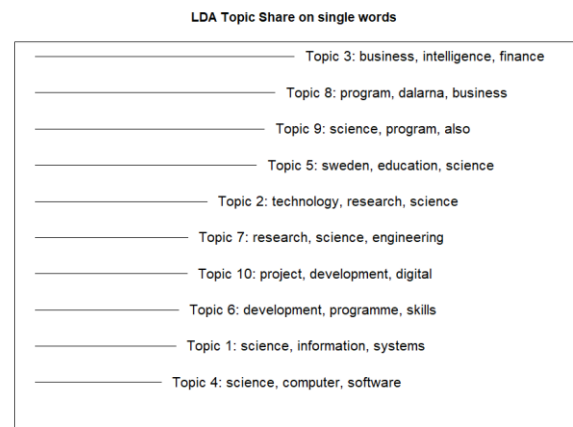 LDA Topic Share on single words
Topic 3: business, intelligence, finance
Topic 8: program, dalarna, business
Topic 9: science, program, also
Topic 5: sweden, education, science
Topic 2: technology, research, science
Topic 7: research, science, engineering
Topic 10: project, development, digital
Topic 6: development, programme, skills
Topic 1: science, information, systems
Topic 4: science, computer, software